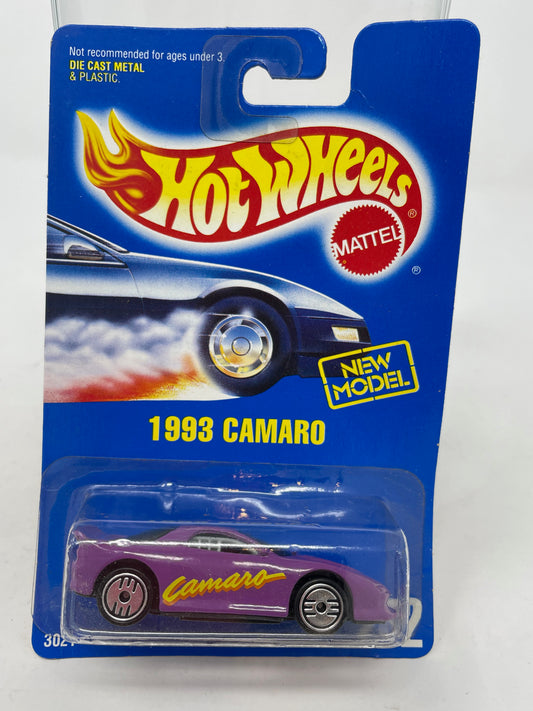 Not recommended for ages under 3.
DIE CAST METAL
& PLASTIC.
Hot Wheels ®
MATTEL
®
NEW
MODEL
1993 CAMARO
Camaro